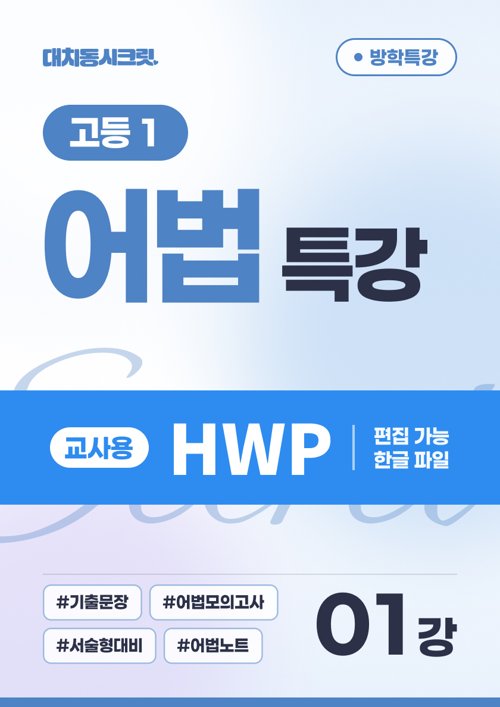 대치동시크릿.
방학특강
고등 1
어법 특강
Secret
교사용
HWP
편집 가능
한글 파일
#기출문장
#어법모의고사
#서술형대비
#어법노트
01강